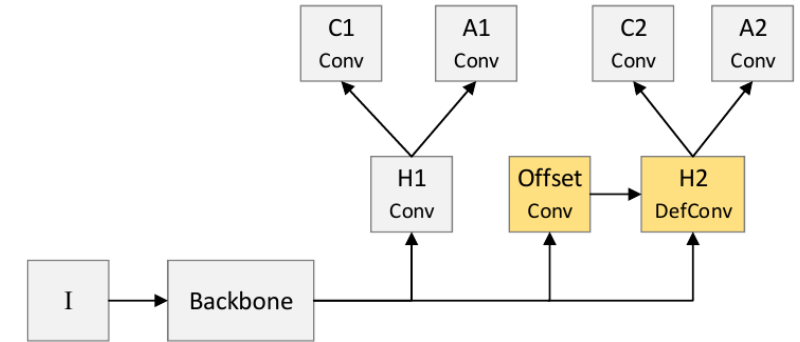 C1
Conv
A1
Conv
C2
Conv
A2
Conv
H1
Conv
Offset
Conv
H2
DefConv
I
Backbone